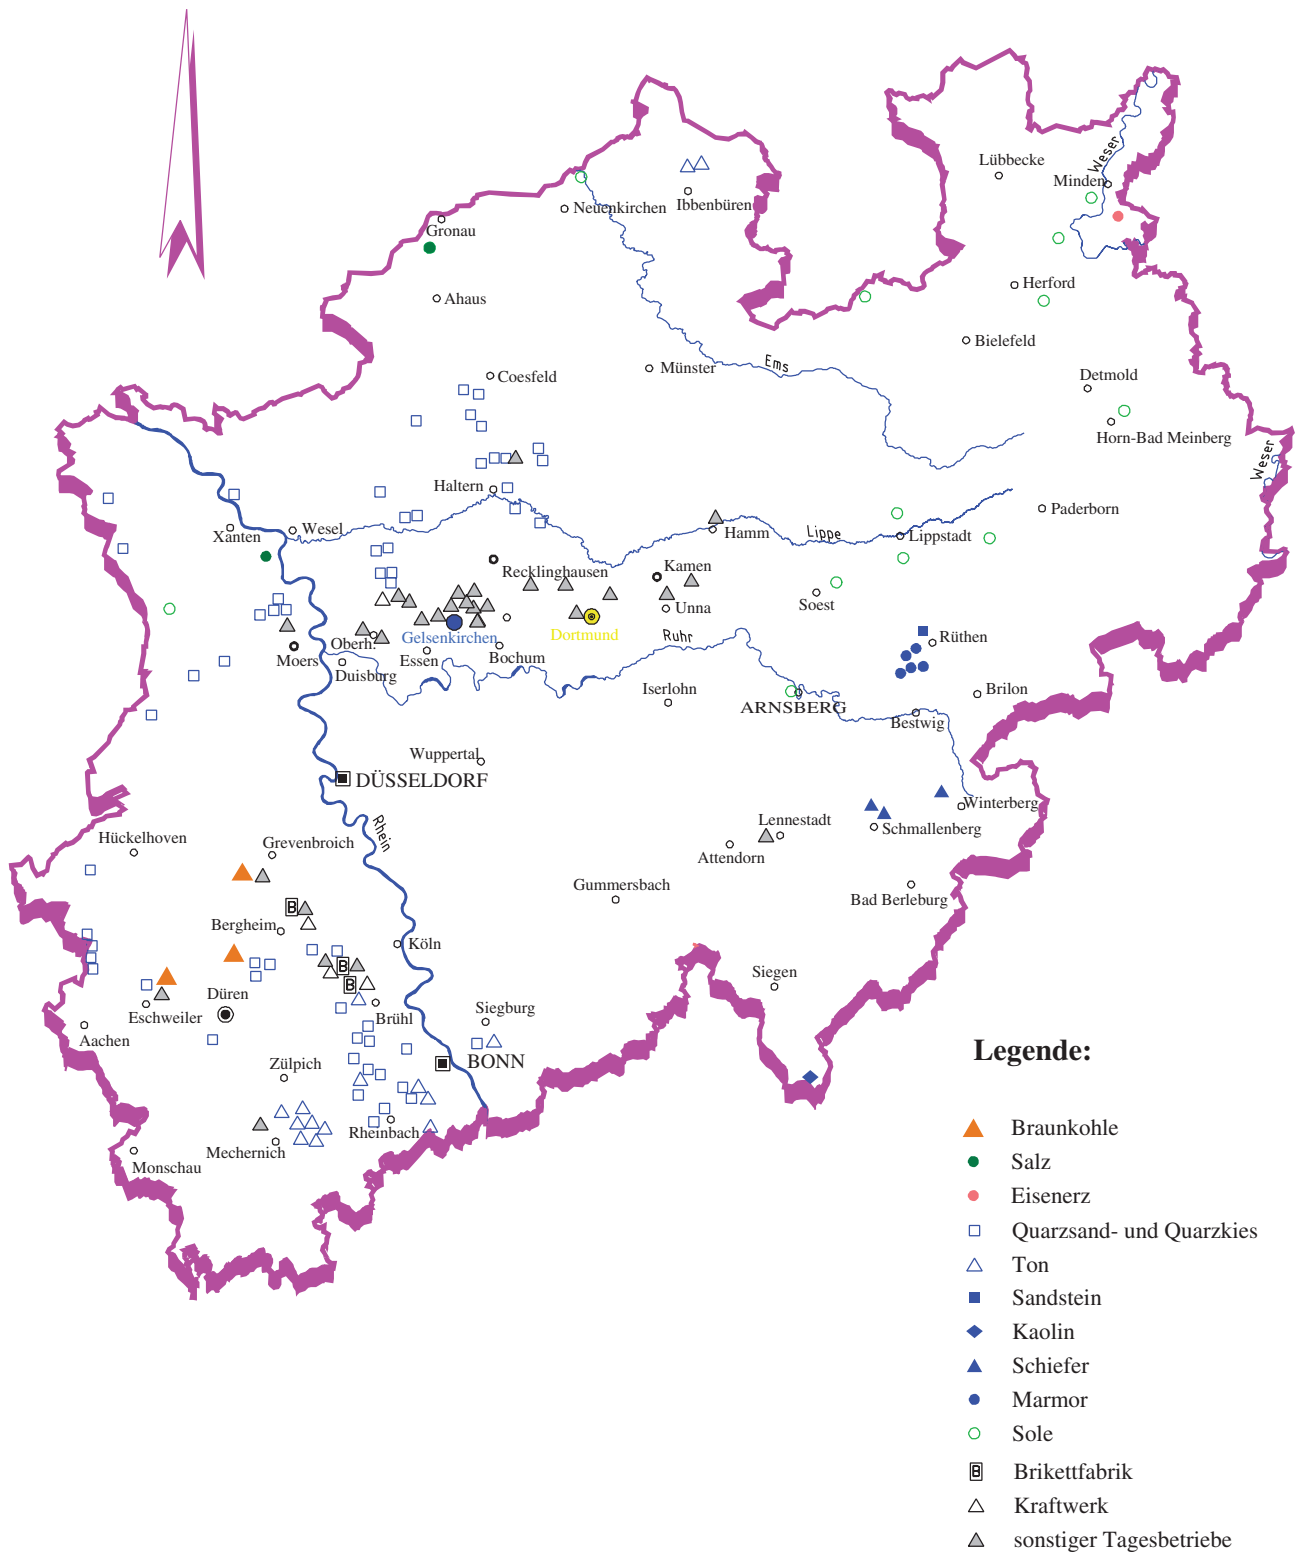 Lübbecke
Weser
Minden
Ibbenbüren
Neuenkirchen
Gronau
Herford
Ahaus
Bielefeld
Ems
Münster
Coesfeld
Detmold
Horn-Bad Meinberg
Weser
Haltern
Paderborn
Xanten
Wesel
Hamm
Lippe
Lippstadt
Recklinghausen
Kamen
Unna
Soest
Gelsenkirchen
Dortmund
Ruhr
Rüthen
Oberh.
Moers
Essen
Bochum
Duisburg
Iserlohn
Brilon
ARNSBERG
Bestwig
Wuppertal
DÜSSELDORF
Winterberg
Rhein
Lennestadt
Schmallenberg
Hückelhoven
Grevenbroich
Attendorn
Gummersbach
Bad Berleburg
B
Bergheim
Köln
B
B
Siegen
Düren
Eschweiler
Brühl
Siegburg
Aachen
BONN
Zülpich
Rheinbach
Mechernich
Monschau
Legende:
Braunkohle
Salz
Eisenerz
Quarzsand- und Quarzkies
Ton
Sandstein
Kaolin
Schiefer
Marmor
Sole
B Brikettfabrik
Kraftwerk
sonstiger Tagesbetriebe